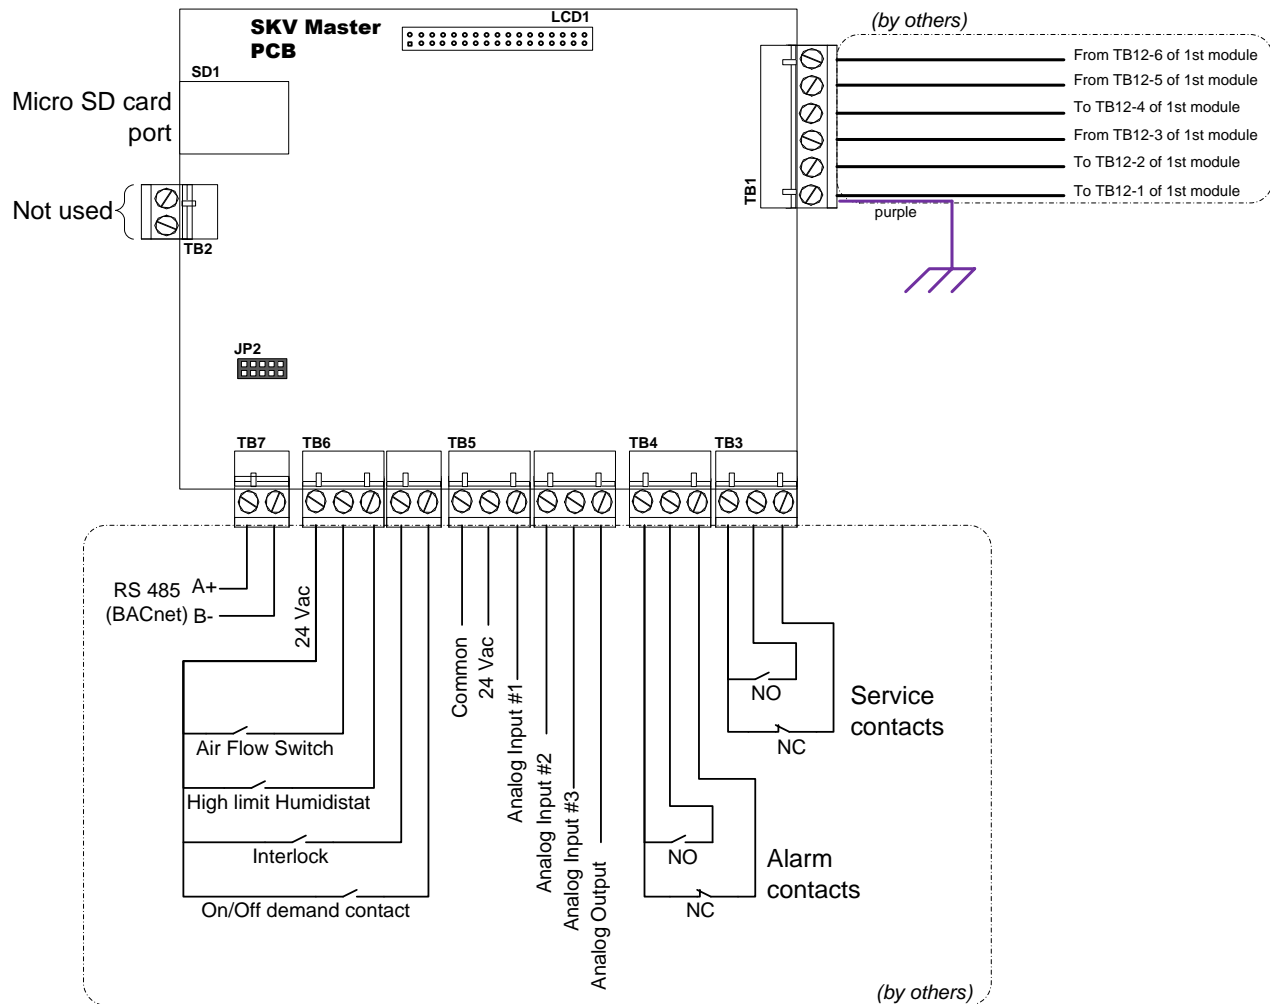 SKV Master
PCB
LCD1
(by others)
SD1
Micro SD card
port
From TB12-6 of 1st module
From TB12-5 of 1st module
To TB12-4 of 1st module
From TB12-3 of 1st module
To TB12-2 of 1st module
To TB12-1 of 1st module
TB1
purple
Not used
TB2
JP2
TB7
TB6
TB5
TB4
TB3
RS 485
(BACnet)
A+
B-
24 Vac
Common
24 Vac
Analog Input #1
Analog Input #2
Analog Input #3
Analog Output
Air Flow Switch
High limit Humidistat
Interlock
On/Off demand contact
NO
NC
Service
contacts
NO
NC
Alarm
contacts
(by others)